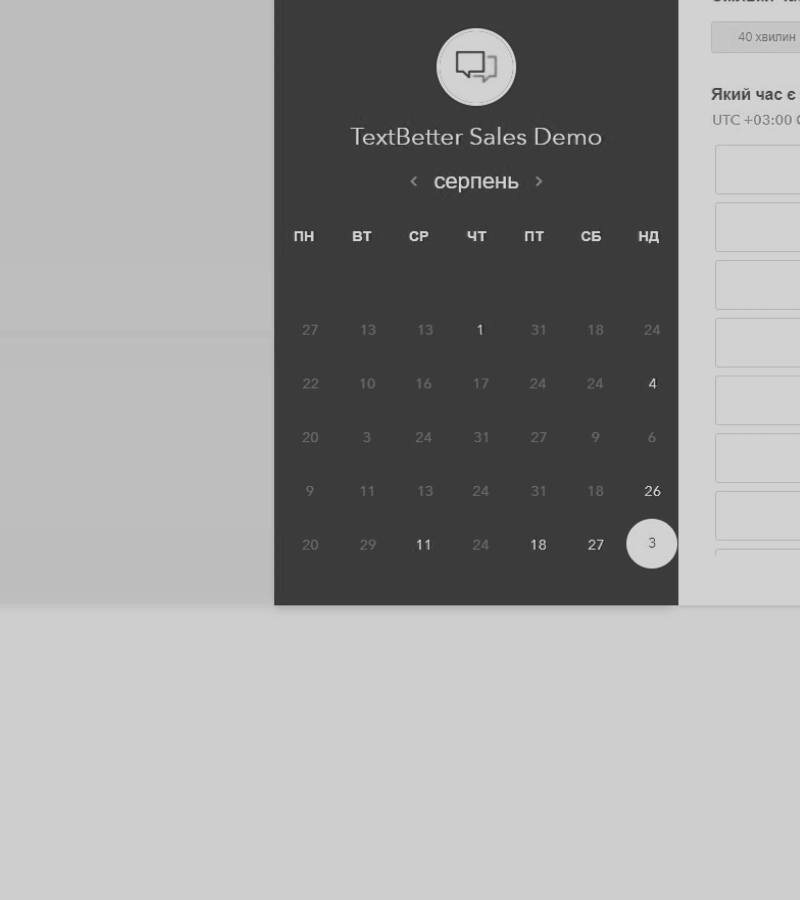 40 хвилин
TextBetter Sales Demo
Який час є
UTC +03:00
< серпень >
ПН ВТ СР ЧТ ПТ СБ НД
27 13 13 1 31 18 24
22 10 16 17 24 24 4
20 3 24 31 27 9 6
9 11 13 24 31 18 26
20 29 11 24 18 27 3